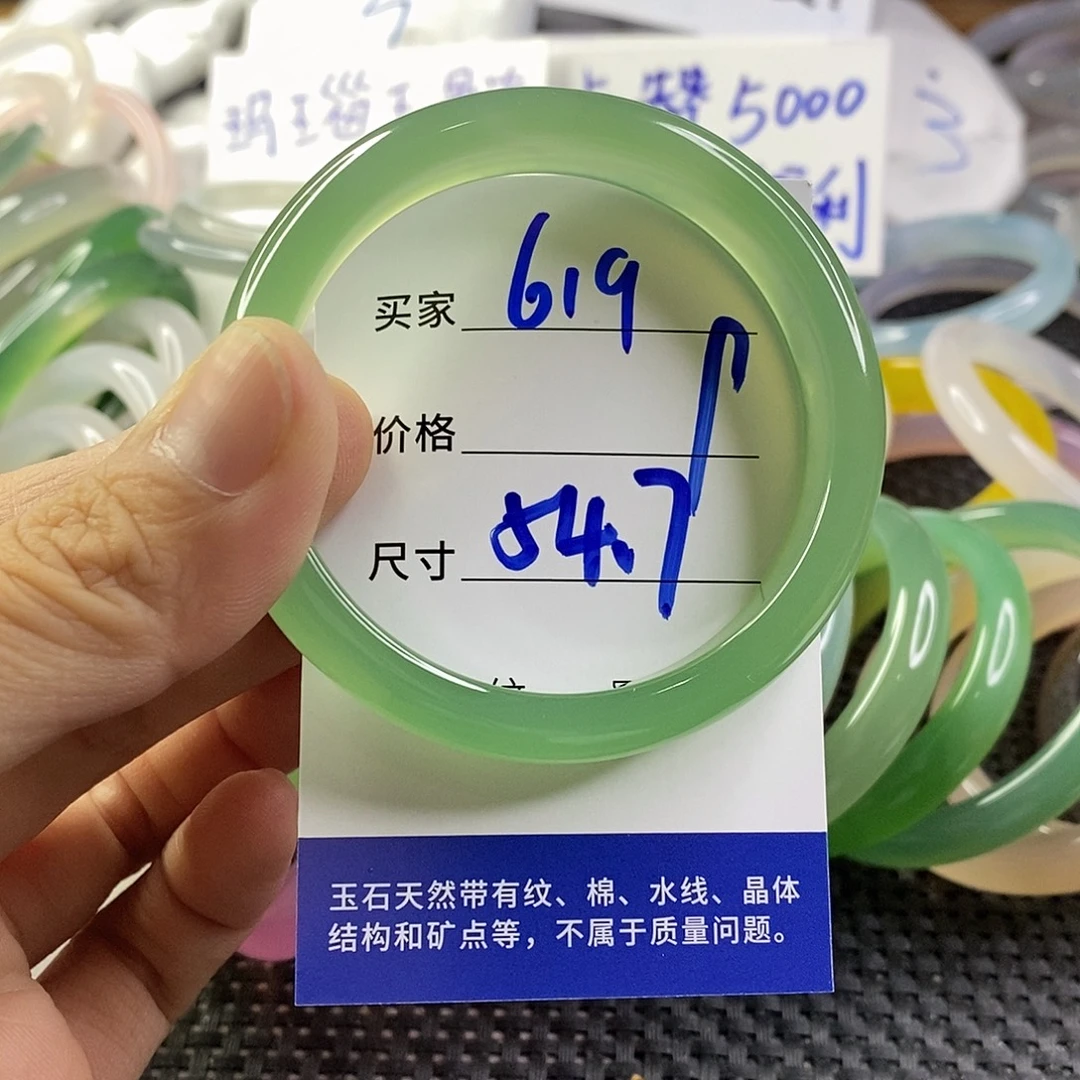 5000
利
买家 619
价格
尺寸 54.7
玉石天然带有纹、棉、水线、晶体
结构和矿点等，不属于质量问题。